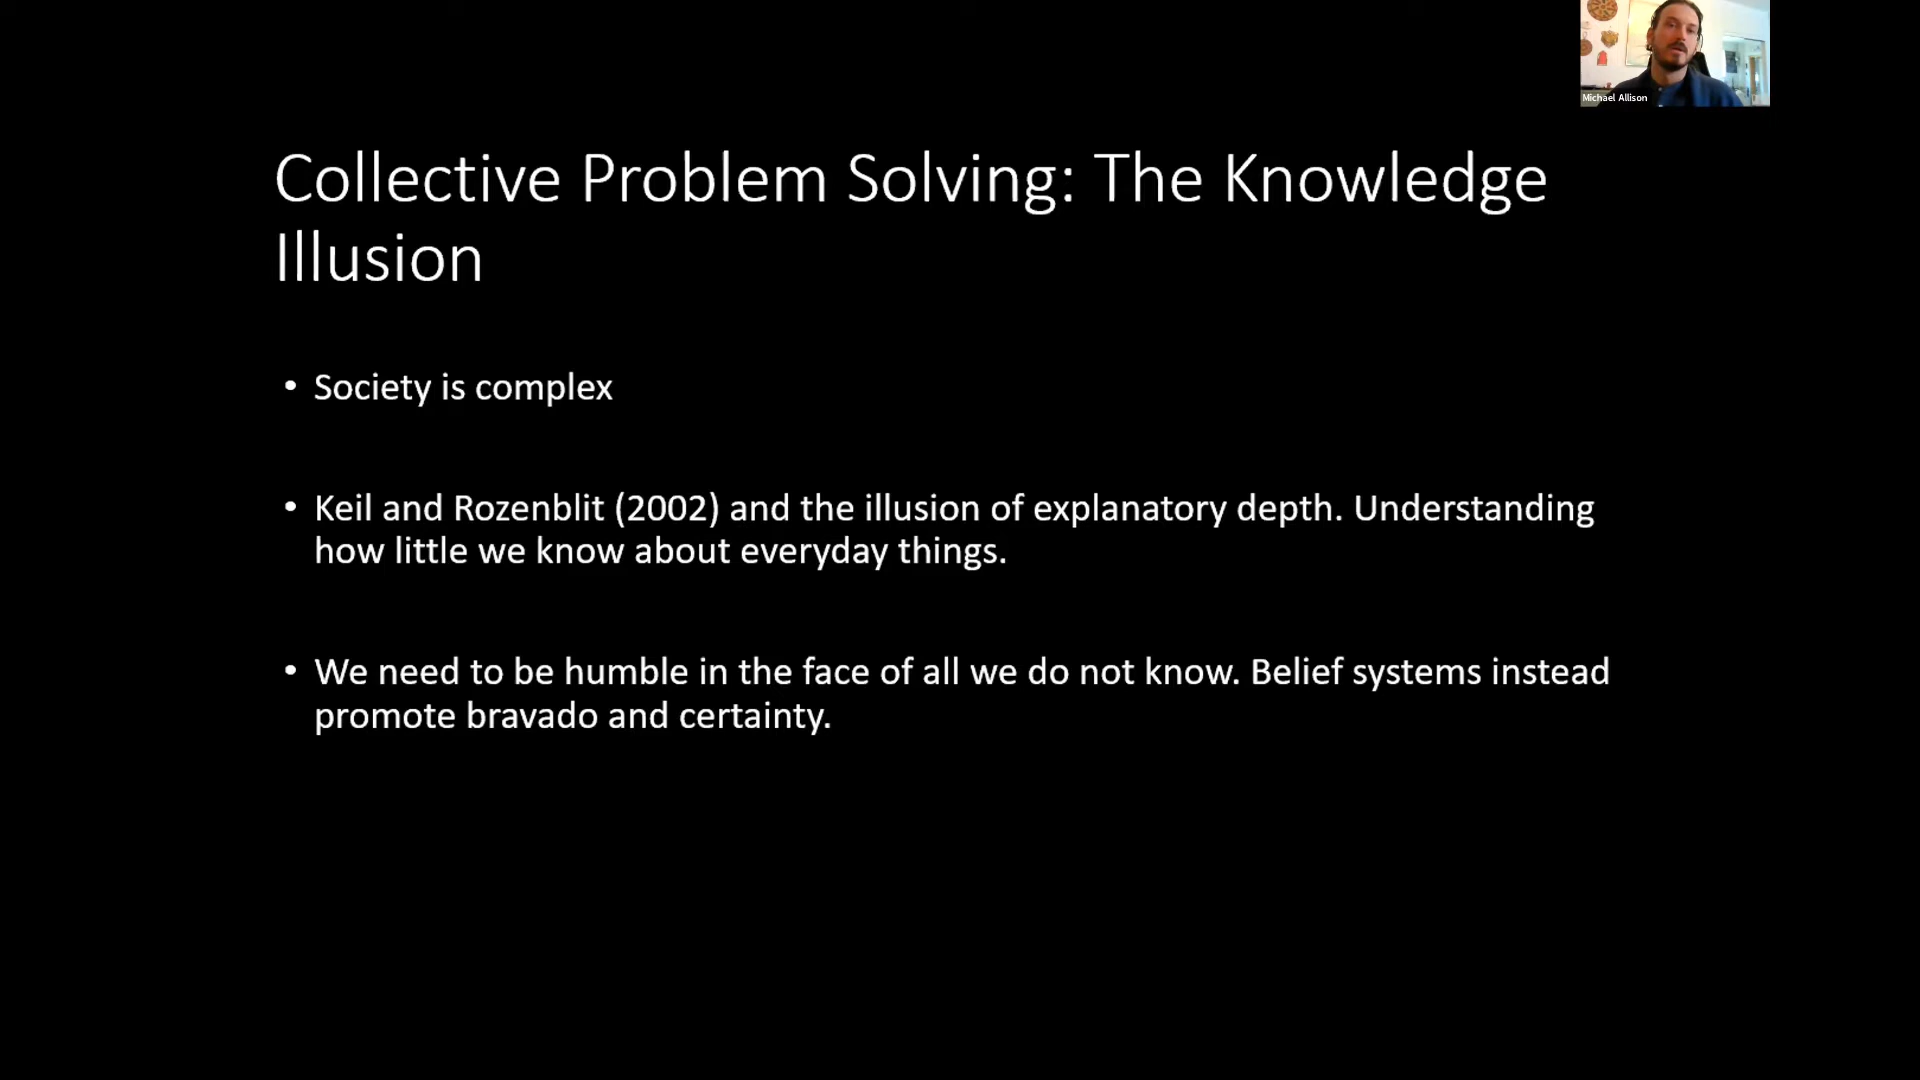 Michael Allison
Collective Problem Solving: The Knowledge
Illusion
• Society is complex
• Keil and Rozenblit (2002) and the illusion of explanatory depth. Understanding
how little we know about everyday things.
• We need to be humble in the face of all we do not know. Belief systems instead
promote bravado and certainty.